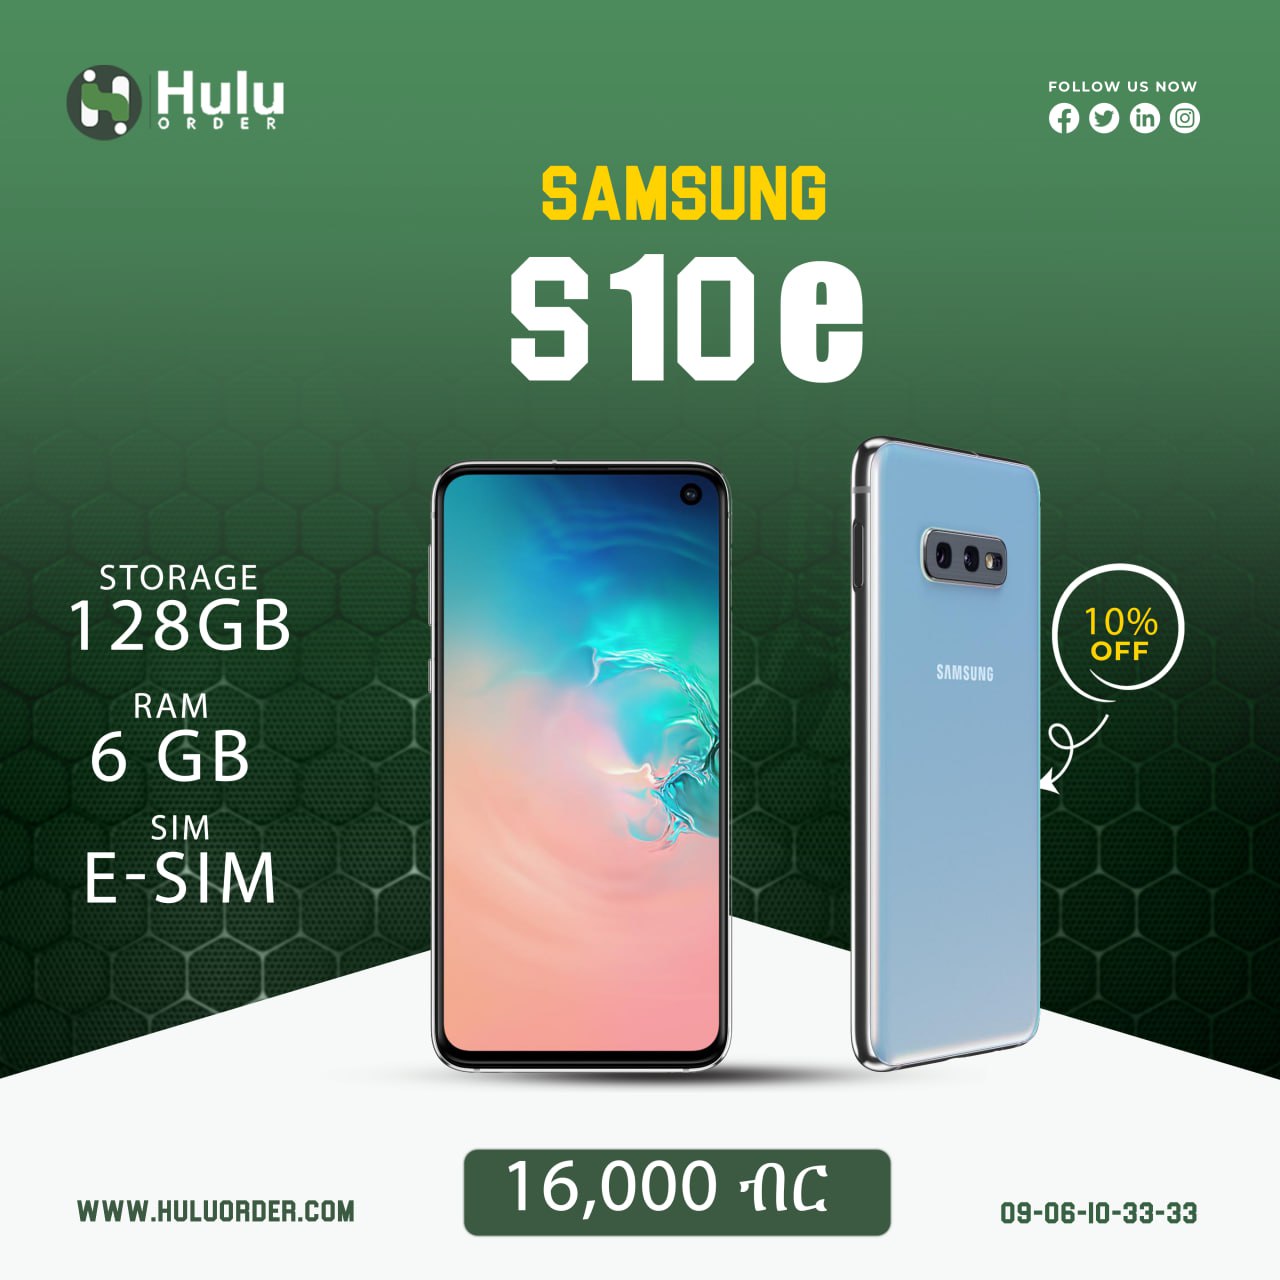 Hulu
ORDER
FOLLOW US NOW
SAMSUNG
S10e
STORAGE
128GB
RAM
6 GB
SIM
E-SIM
SAMSUNG
10%
OFF
16,000 ብር
WWW.HULUORDER.COM
09-06-10-33-33